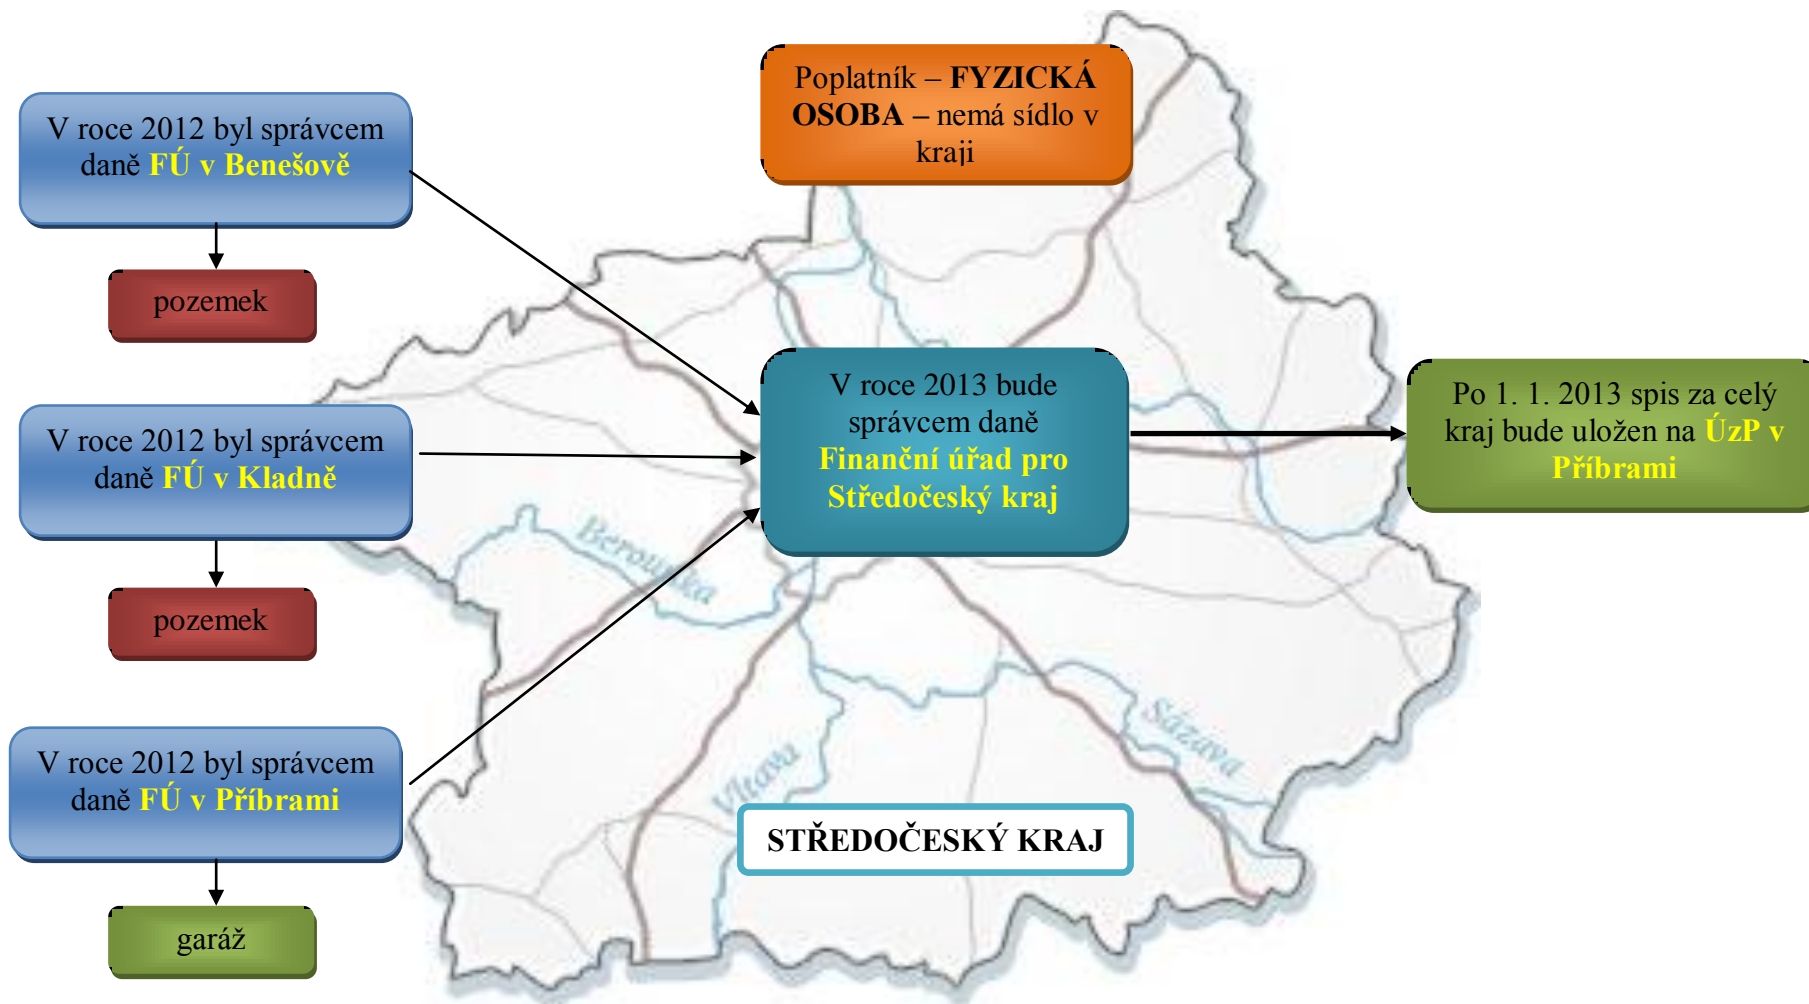 Poplatník – FYZICKÁ
OSOBA – nemá sídlo v
kraji
V roce 2012 byl správcem
daně FÚ v Benešově
pozemek
V roce 2012 byl správcem
daně FÚ v Kladně
pozemek
V roce 2012 byl správcem
daně FÚ v Příbrami
garáž
V roce 2013 bude
správcem daně
Finanční úřad pro
Středočeský kraj
Po 1. 1. 2013 spis za celý
kraj bude uložen na ÚzP v
Příbrami
Berounka
Vltava
Sázava
STŘEDOČESKÝ KRAJ